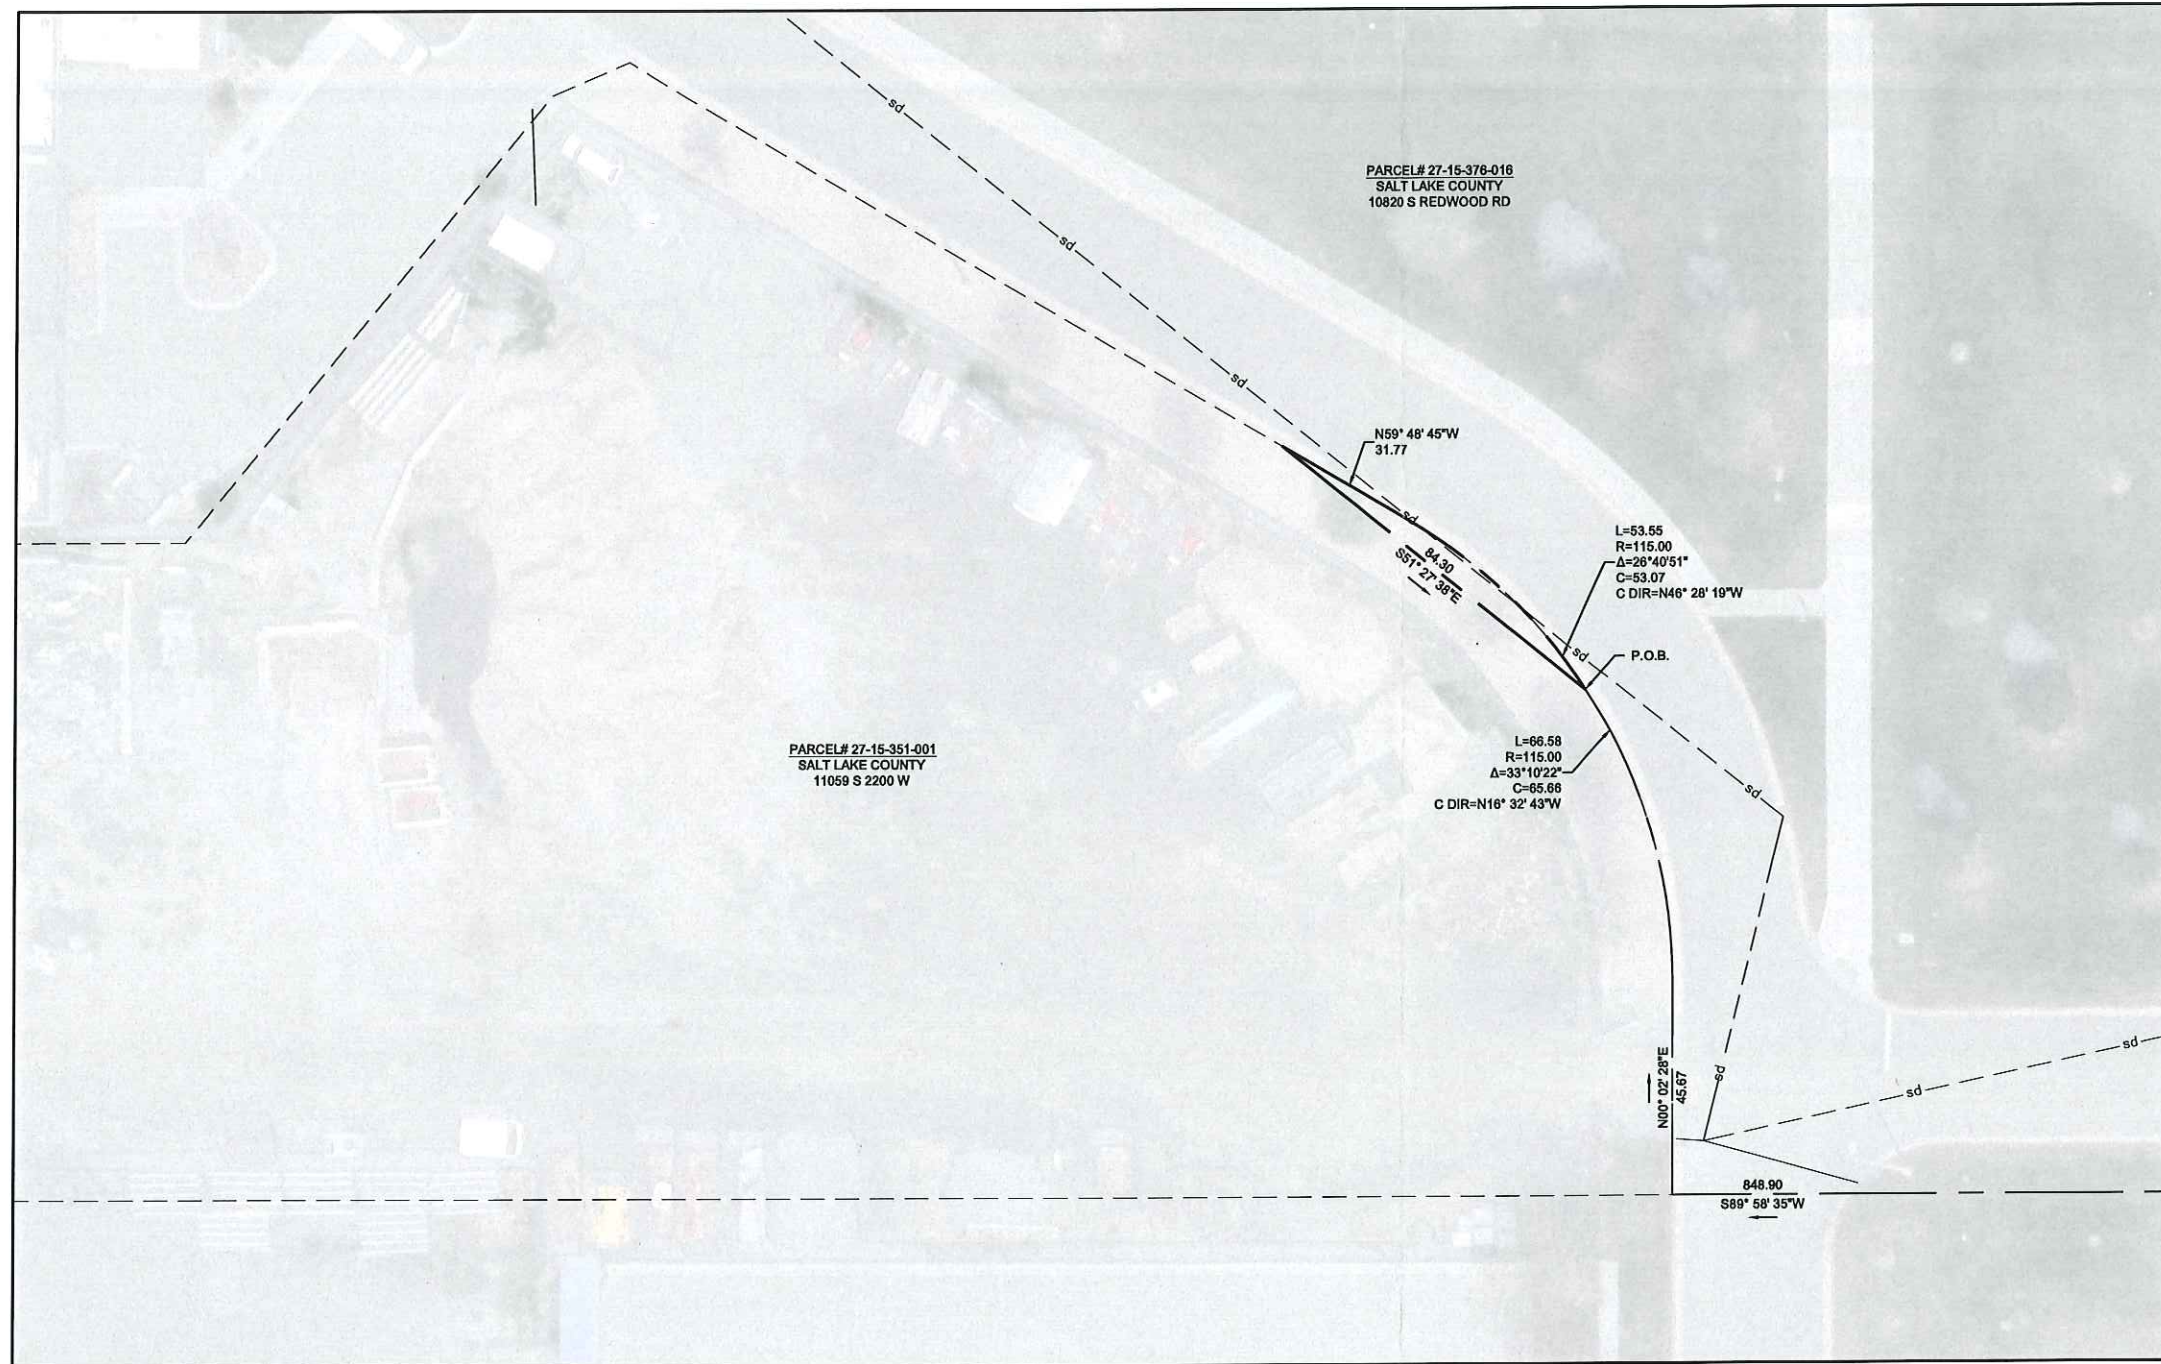 sd
PARCEL# 27-15-376-016
SALT LAKE COUNTY
10820 S REDWOOD RD
sd
sd
N59° 48' 45"W
31.77
sd
L=53.55
R=115.00
Δ=26°40'51"
C=53.07
C DIR=N46° 28' 19"W
84.30
S51° 27' 38"E
sd
P.O.B.
PARCEL# 27-15-351-001
SALT LAKE COUNTY
11059 S 2200 W
L=66.58
R=115.00
Δ=33°10'22"
C=65.66
C DIR=N16° 32' 43"W
sd
N00° 02' 28"E
45.67
sd
sd
sd
848.90
S89° 58' 35"W